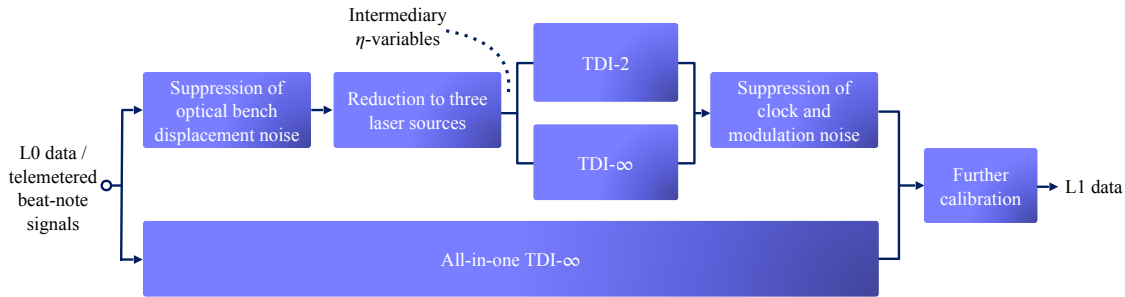 L0 data /
telemetered
beat-note
signals
Suppression of
optical bench
displacement noise
Reduction to three
laser sources
Intermediary
η-variables
TDI-2
TDI-∞
Suppression of
clock and
modulation noise
All-in-one TDI-∞
Further
calibration
L1 data